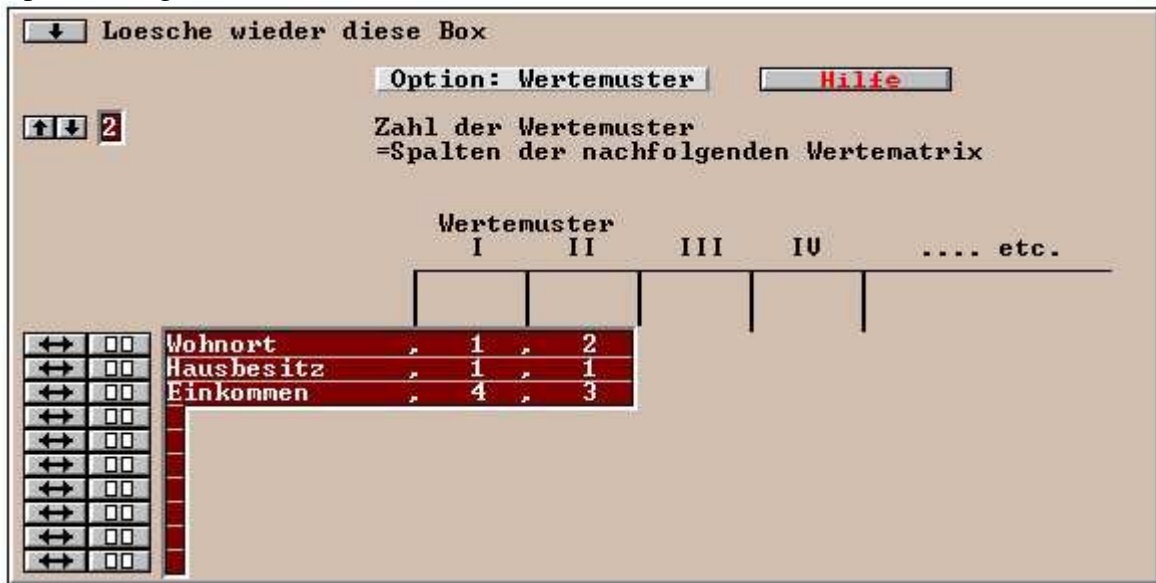 Loesche wieder diese Box
Option: Wertemuster Hilfe
2 Zahl der Wertemuster
=Spalten der nachfolgenden Wertematrix
Wertemuster
I II III IV .... etc.
Wohnort , 1 , 2
Hausbesitz , 1 , 1
Einkommen , 4 , 3